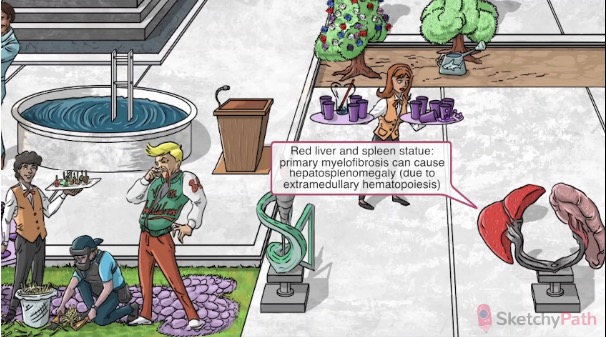 Red liver and spleen statue:
primary myelofibrosis can cause
hepatosplenomegaly (due to
extramedullary hematopoiesis)
SketchyPath